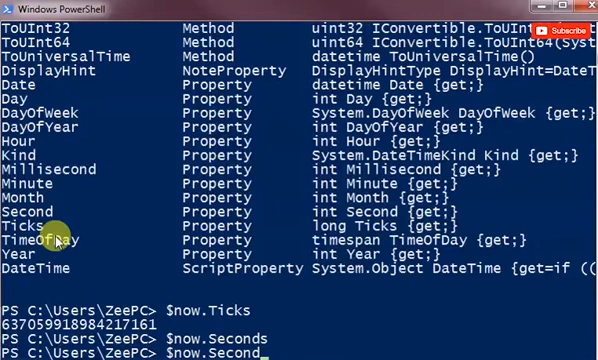 Windows PowerShell
Subscribe
ToUInt32 Method uint32 IConvertible.ToUInt
ToUInt64 Method uint64 IConvertible.ToUInt64(Syst
ToUniversalTime Method datetime ToUniversalTime()
DisplayHint NoteProperty DisplayHintType DisplayHint=DateT
Date Property datetime Date {get;}
Day Property int Day {get;}
DayOfWeek Property System.DayOfWeek DayOfWeek {get;}
DayOfYear Property int DayOfYear {get;}
Hour Property int Hour {get;}
Kind Property System.DateTimeKind Kind {get;}
Millisecond Property int Millisecond {get;}
Minute Property int Minute {get;}
Month Property int Month {get;}
Second Property int Second {get;}
Ticks Property long Ticks {get;}
TimeOfDay Property timespan TimeOfDay {get;}
Year Property int Year {get;}
DateTime ScriptProperty System.Object DateTime {get=if ((
PS C:\Users\ZeePC> $now.Ticks
637059918984217161
PS C:\Users\ZeePC> $now.Seconds
PS C:\Users\ZeePC> $now.Second